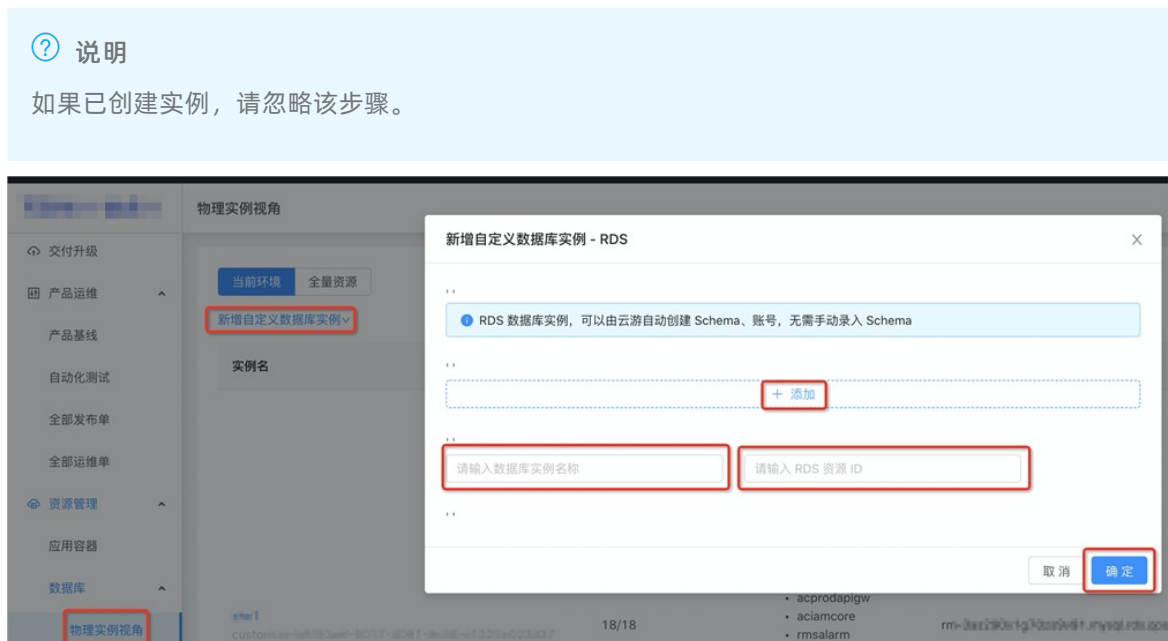 说明
如果已创建实例，请忽略该步骤。
物理实例视角
新增自定义数据库实例 - RDS
交付升级
当前环境 全量资源
产品运维
新增自定义数据库实例
RDS 数据库实例，可以由云游自动创建 Schema、账号，无需手动录入 Schema
产品基线
实例名
自动化测试
+ 添加
全部发布单
全部运维单
请输入数据库实例名称 请输入 RDS 资源 ID
资源管理
应用容器
取 消 确 定
数据库
• acprodapigw
物理实例视角
18/18
• aciamcore
• rmsalarm